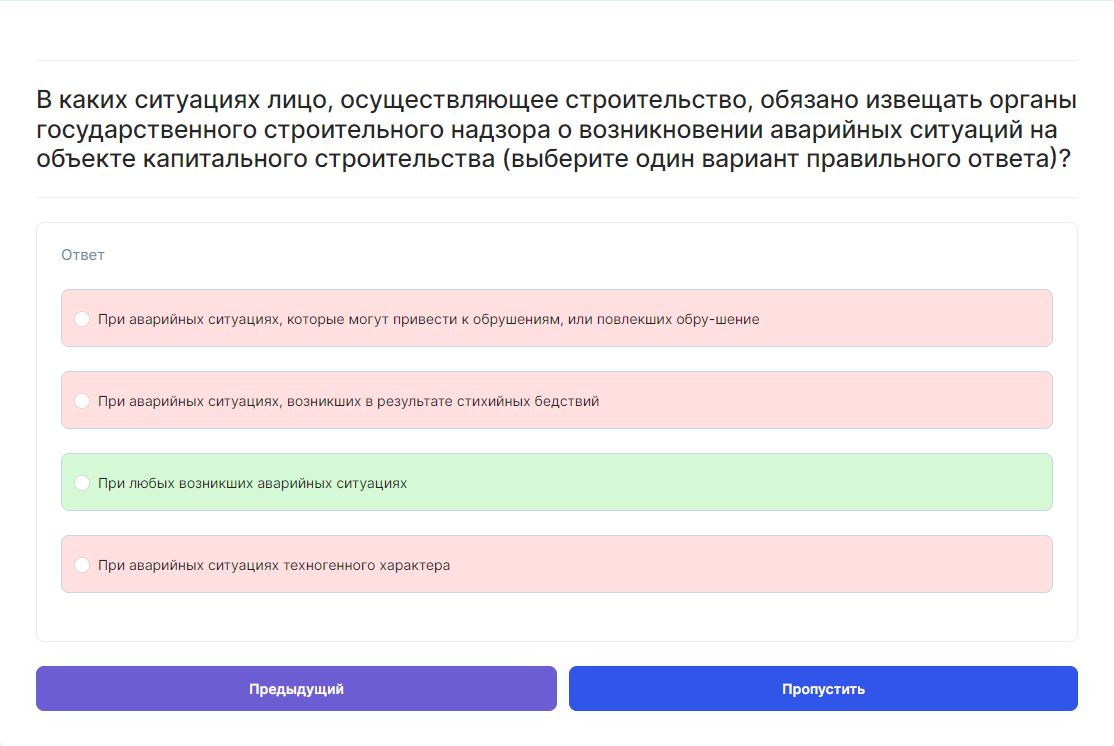 В каких ситуациях лицо, осуществляющее строительство, обязано извещать органы
государственного строительного надзора о возникновении аварийных ситуаций на
объекте капитального строительства (выберите один вариант правильного ответа)?
Ответ
При аварийных ситуациях, которые могут привести к обрушениям, или повлекших обру-шение
При аварийных ситуациях, возникших в результате стихийных бедствий
При любых возникших аварийных ситуациях
При аварийных ситуациях техногенного характера
Предыдущий
Пропустить